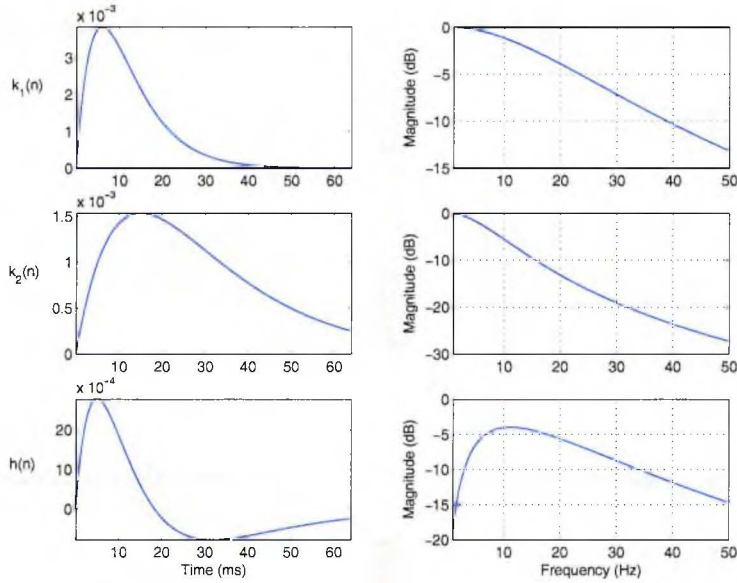 x 10⁻³
3
2
1
0
k₁(n)
10 20 30 40 50 60
0
−5
−10
−15
Magnitude (dB)
10 20 30 40 50
x 10⁻³
1.5
1
0.5
0
k₂(n)
10 20 30 40 50 60
0
−10
−20
−30
Magnitude (dB)
10 20 30 40 50
x 10⁻⁴
20
10
0
h(n)
10 20 30 40 50 60
Time (ms)
0
−5
−10
−15
−20
Magnitude (dB)
10 20 30 40 50
Frequency (Hz)